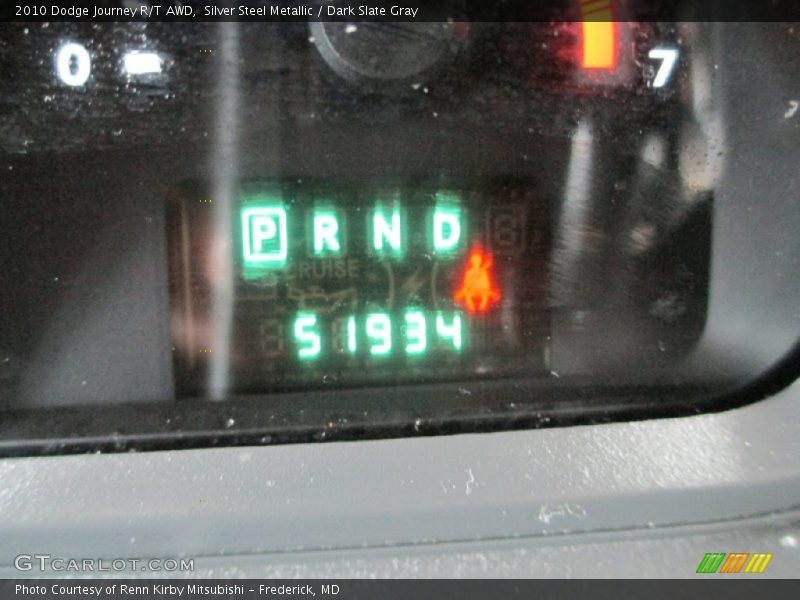 2010 Dodge Journey R/T AWD, Silver Steel Metallic / Dark Slate Gray
0 7
P R N D
CRUISE
51934
GTCARLOT.COM
Photo Courtesy of Renn Kirby Mitsubishi - Frederick, MD